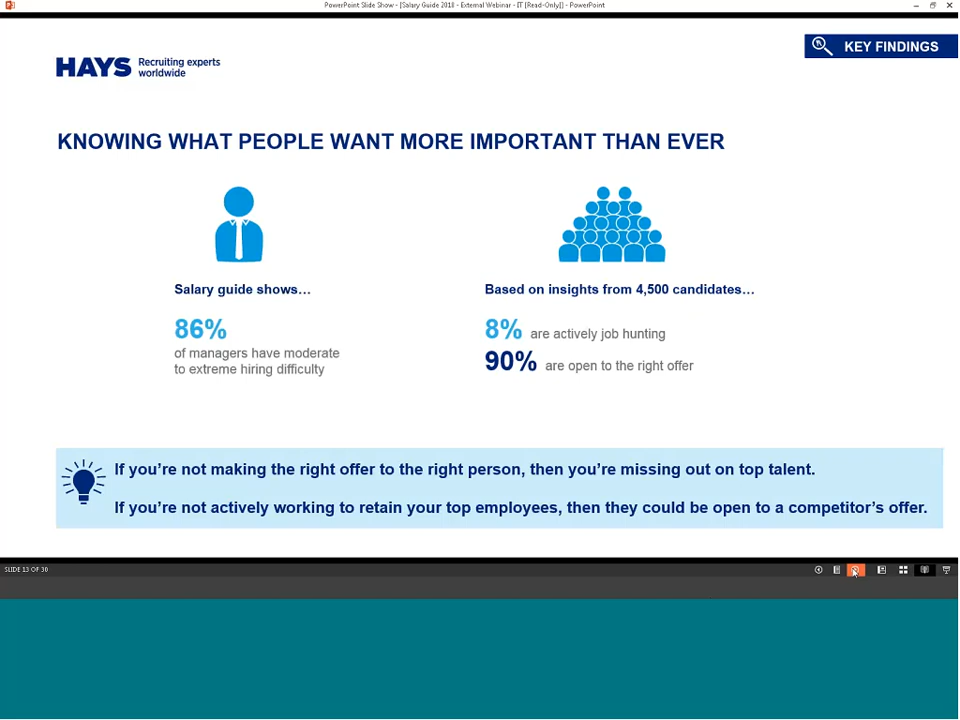 PowerPoint Slide Show - [Salary Guide 2018 - External Webinar - IT [Read-Only]] - PowerPoint
KEY FINDINGS
HAYS Recruiting experts
worldwide
KNOWING WHAT PEOPLE WANT MORE IMPORTANT THAN EVER
Salary guide shows…
86%
of managers have moderate
to extreme hiring difficulty
Based on insights from 4,500 candidates…
8% are actively job hunting
90% are open to the right offer
If you’re not making the right offer to the right person, then you’re missing out on top talent.
If you’re not actively working to retain your top employees, then they could be open to a competitor’s offer.
SLIDE 13 OF 30